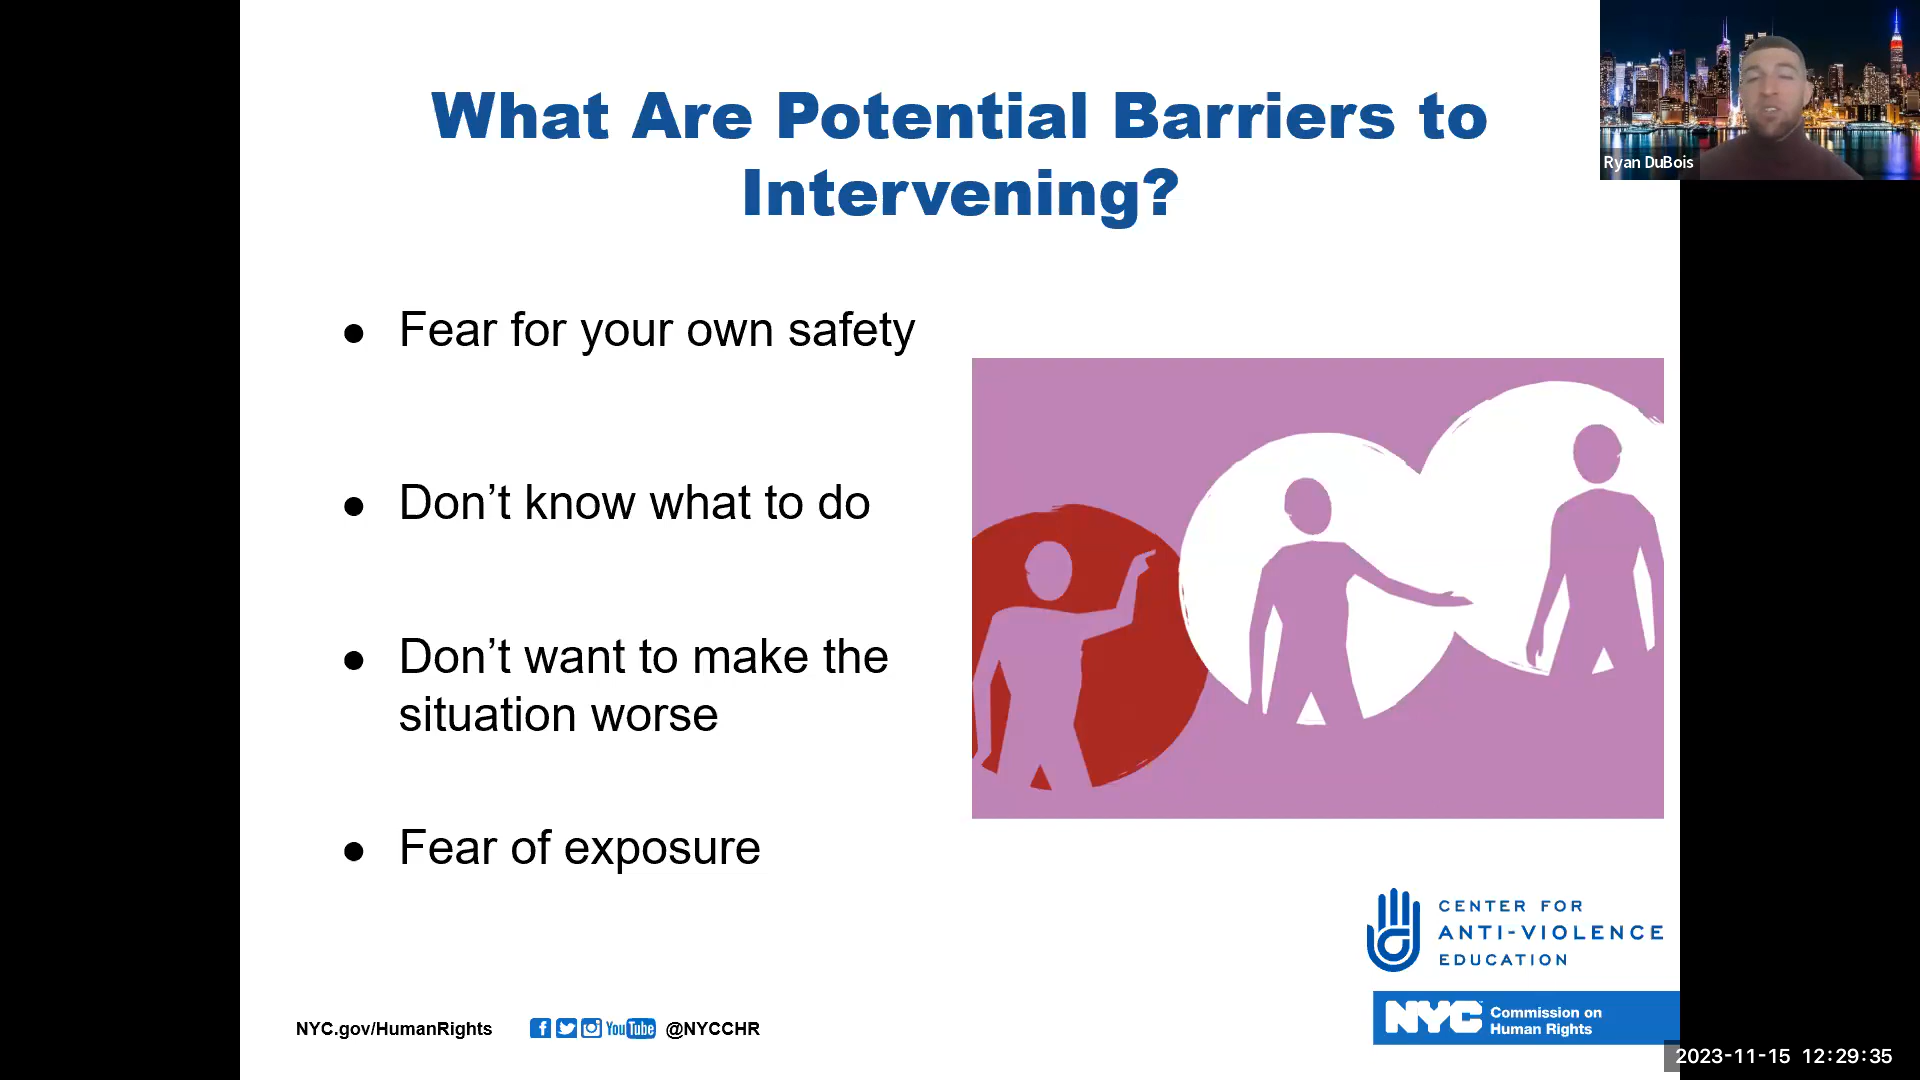 What Are Potential Barriers to
Intervening?
Ryan DuBois
● Fear for your own safety
● Don’t know what to do
● Don’t want to make the
situation worse
● Fear of exposure
CENTER FOR
ANTI-VIOLENCE
EDUCATION
NYC.gov/HumanRights
YouTube @NYCCHR
NYC Commission on
Human Rights
2023-11-15 12:29:35